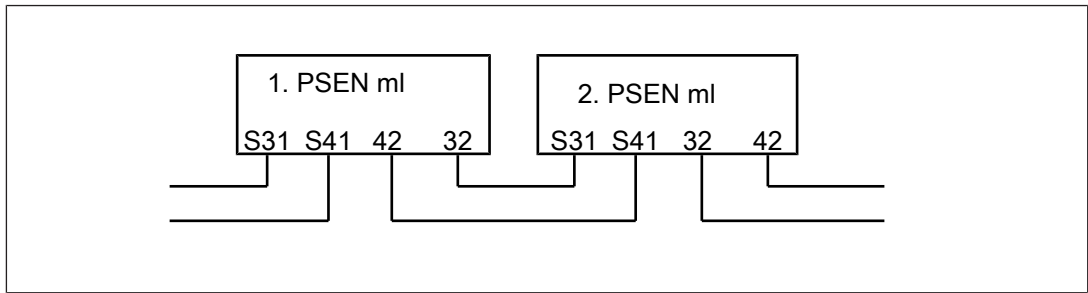 1. PSEN ml
S31 S41 42 32
2. PSEN ml
S31 S41 32 42